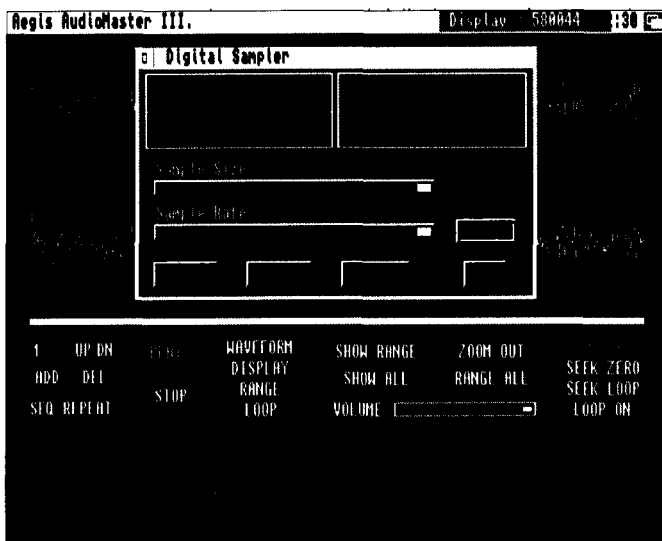 Aegis AudioMaster III. Display 580044
Digital Sampler
Sample Size
Sample Rate
1 UP DN WAVEFORM SHOW RANGE ZOOM OUT
DISPLAY SEEK ZERO
ADD DEL STOP RANGE SHOW ALL RANGE ALL SEEK LOOP
SEQ REPEAT LOOP VOLUME LOOP ON